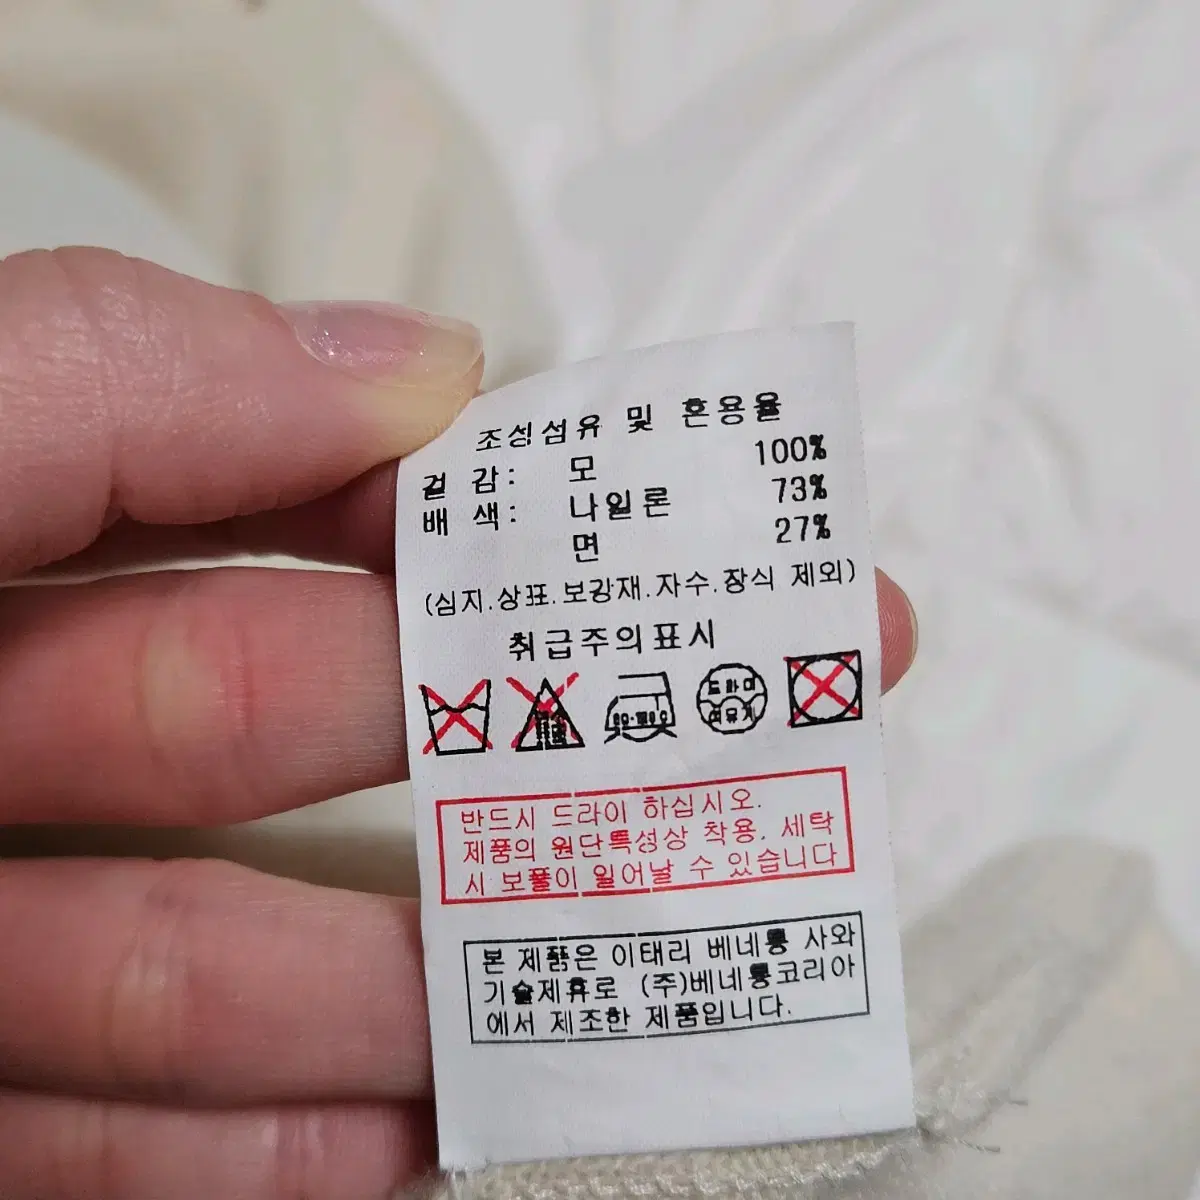 조성섬유 및 혼용율
겉 감: 모 100%
배 색: 나일론 73%
면 27%
(심지.상표.보강재.자수.장식 제외)
취급주의표시
드라이
석유계
반드시 드라이 하십시오.
제품의 원단특성상 착용. 세탁
시 보풀이 일어날 수 있습니다
본 제품은 이태리 베네통 사와
기술제휴로 (주)베네통코리아
에서 제조한 제품입니다.